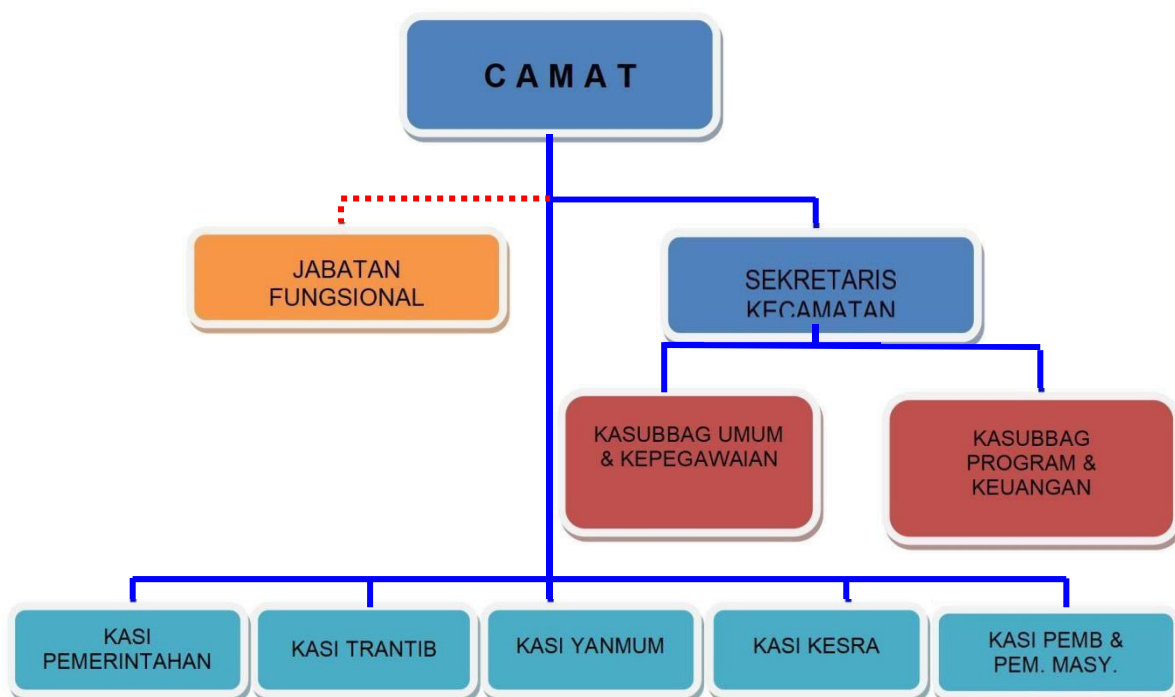 C A M A T
JABATAN
FUNGSIONAL
SEKRETARIS
KECAMATAN
KASUBBAG UMUM
& KEPEGAWAIAN
KASUBBAG
PROGRAM &
KEUANGAN
KASI
PEMERINTAHAN
KASI TRANTIB
KASI YANMUM
KASI KESRA
KASI PEMB &
PEM. MASY.